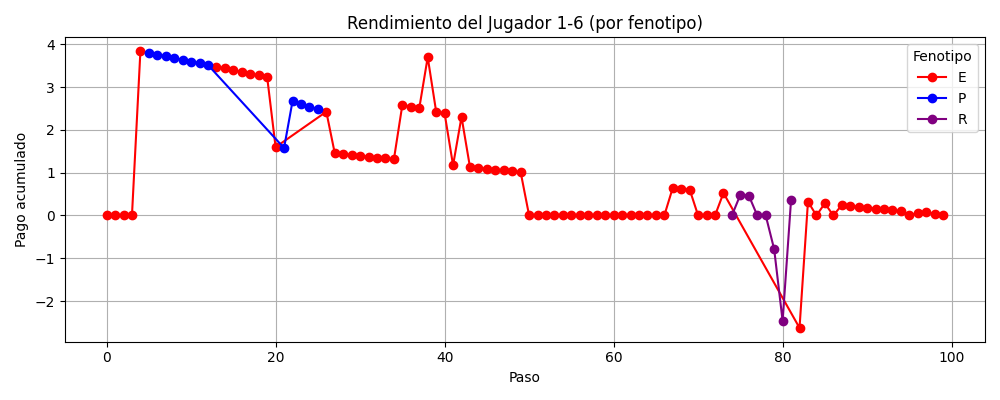 Rendimiento del Jugador 1-6 (por fenotipo)
Pago acumulado
4
3
2
1
0
−1
−2
Fenotipo
E
P
R
0 20 40 60 80 100
Paso